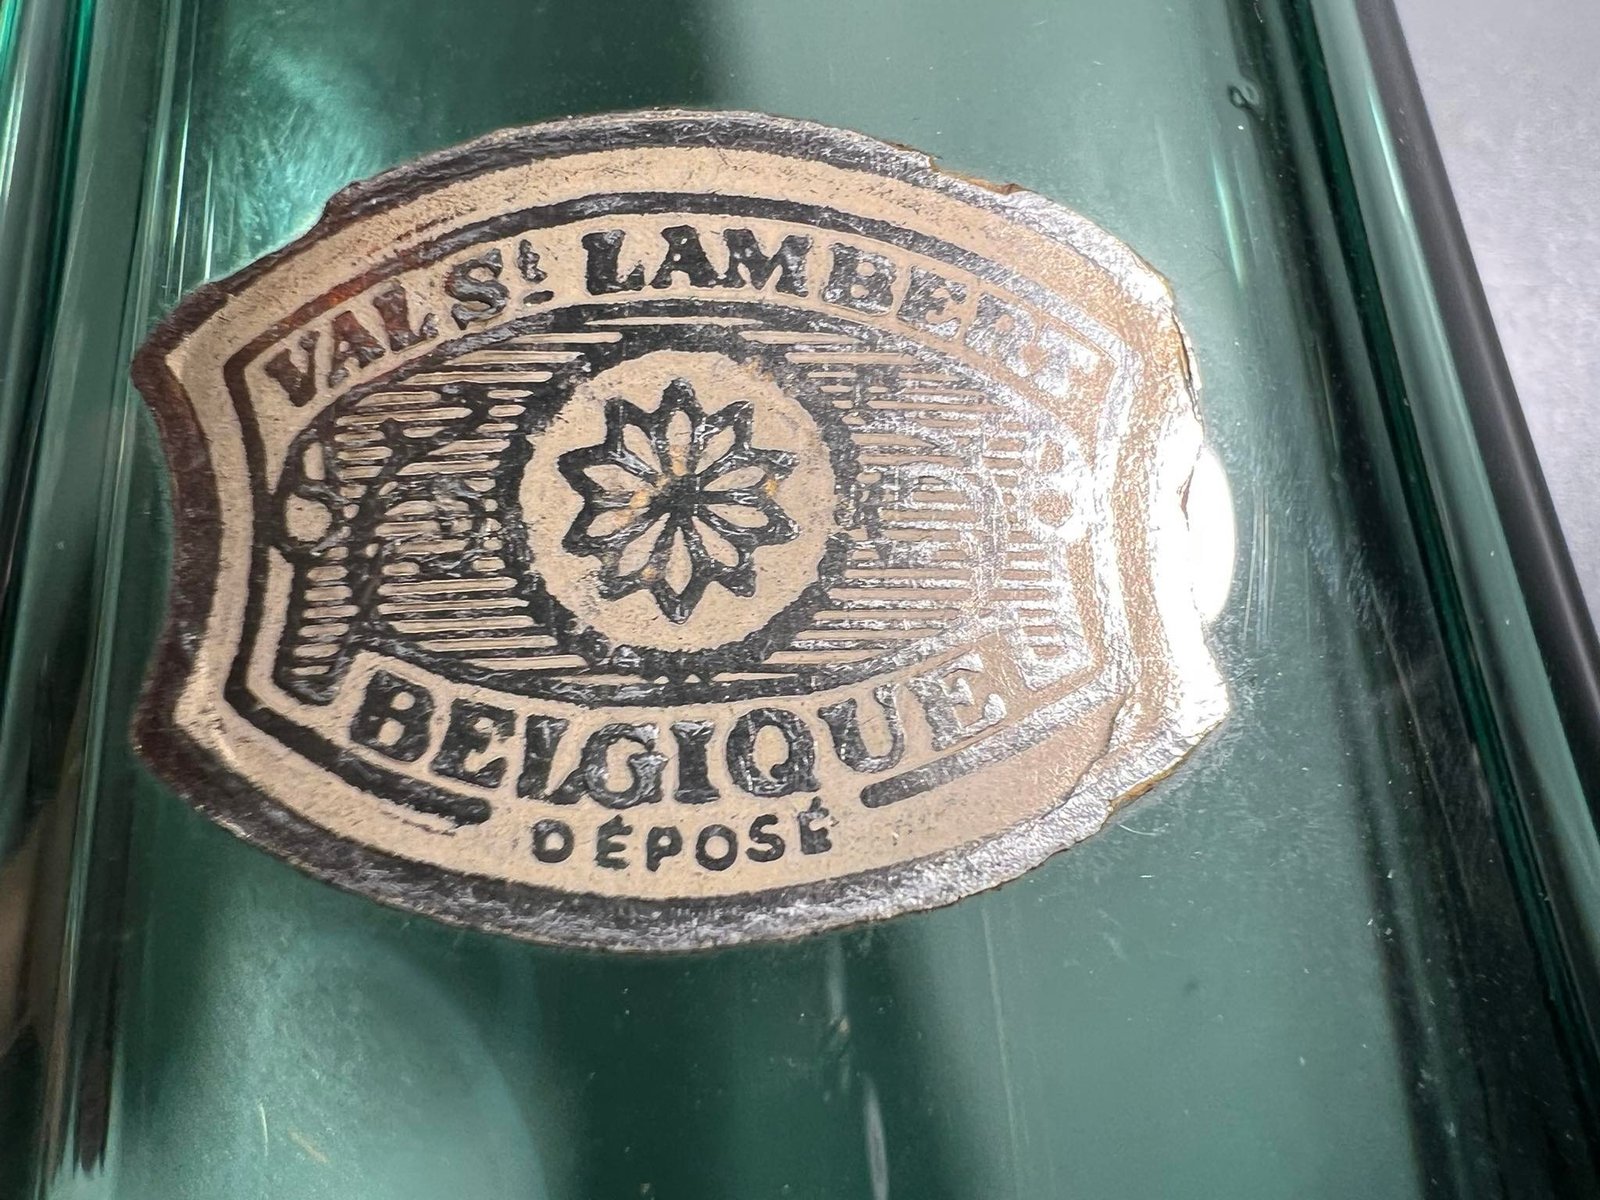 VAL St LAMBERT
BELGIQUE
DÉPOSÉ